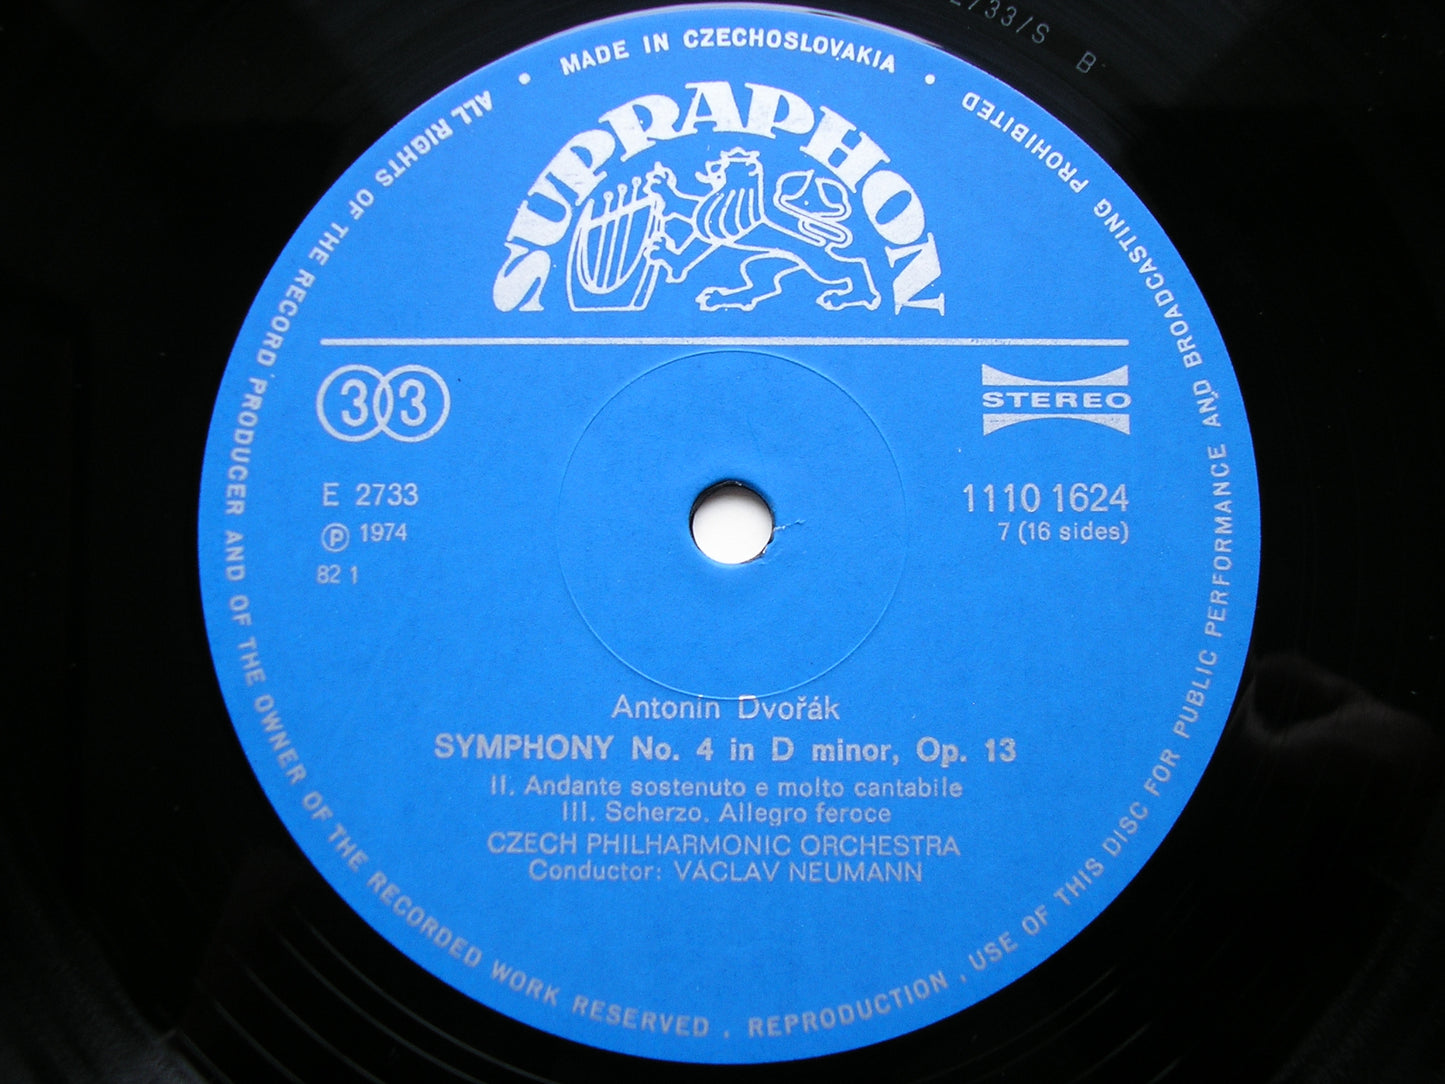 2733/S B
• MADE IN CZECHOSLOVAKIA •
ALL RIGHTS OF THE RECORD PRODUCER AND OF THE OWNER OF THE RECORDED WORK RESERVED . REPRODUCTION , USE OF THIS DISC FOR PUBLIC PERFORMANCE AND BROADCASTING PROHIBITED
SUPRAPHON
33
STEREO
E 2733
1110 1624
Ⓟ 1974
7 (16 sides)
82 1
Antonín Dvořák
SYMPHONY No. 4 in D minor, Op. 13
II. Andante sostenuto e molto cantabile
III. Scherzo. Allegro feroce
CZECH PHILHARMONIC ORCHESTRA
Conductor: VÁCLAV NEUMANN